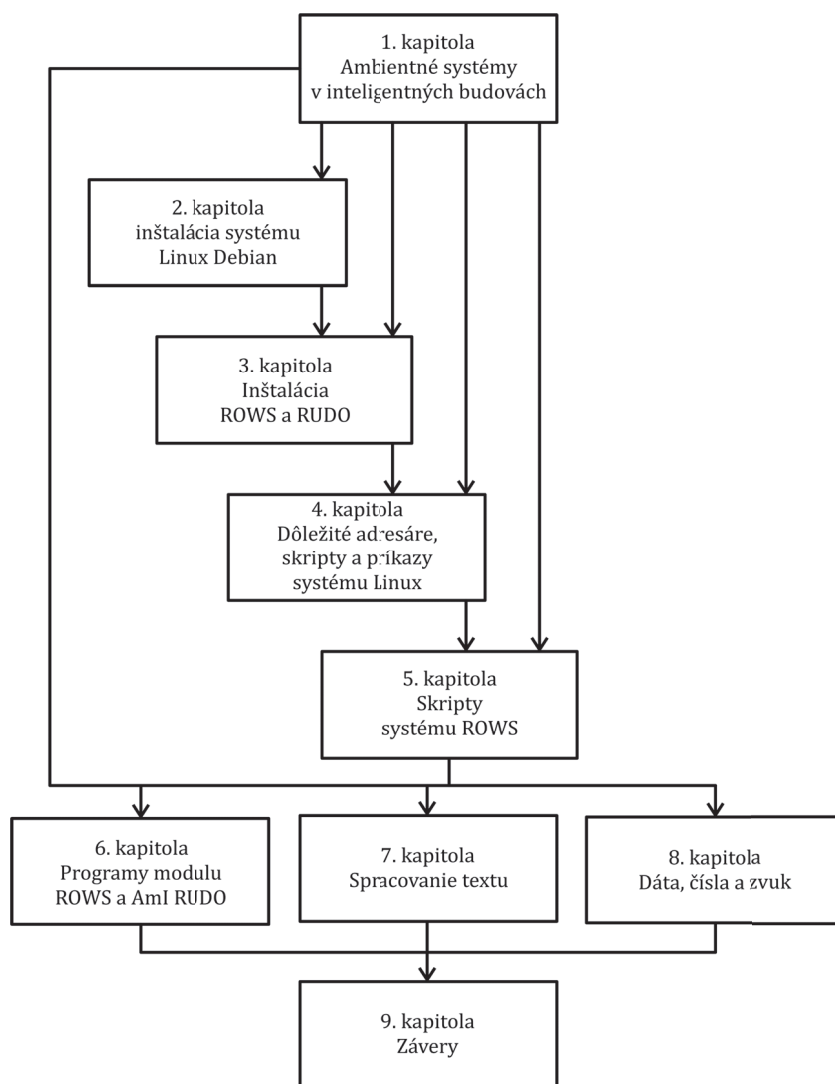 1. kapitola
Ambientné systémy
v inteligentných budovách
2. kapitola
inštalácia systému
Linux Debian
3. kapitola
Inštalácia
ROWS a RUDO
4. kapitola
Dôležité adresáre,
skripty a príkazy
systému Linux
5. kapitola
Skripty
systému ROWS
6. kapitola
Programy modulu
ROWS a AmI RUDO
7. kapitola
Spracovanie textu
8. kapitola
Dáta, čísla a zvuk
9. kapitola
Závery